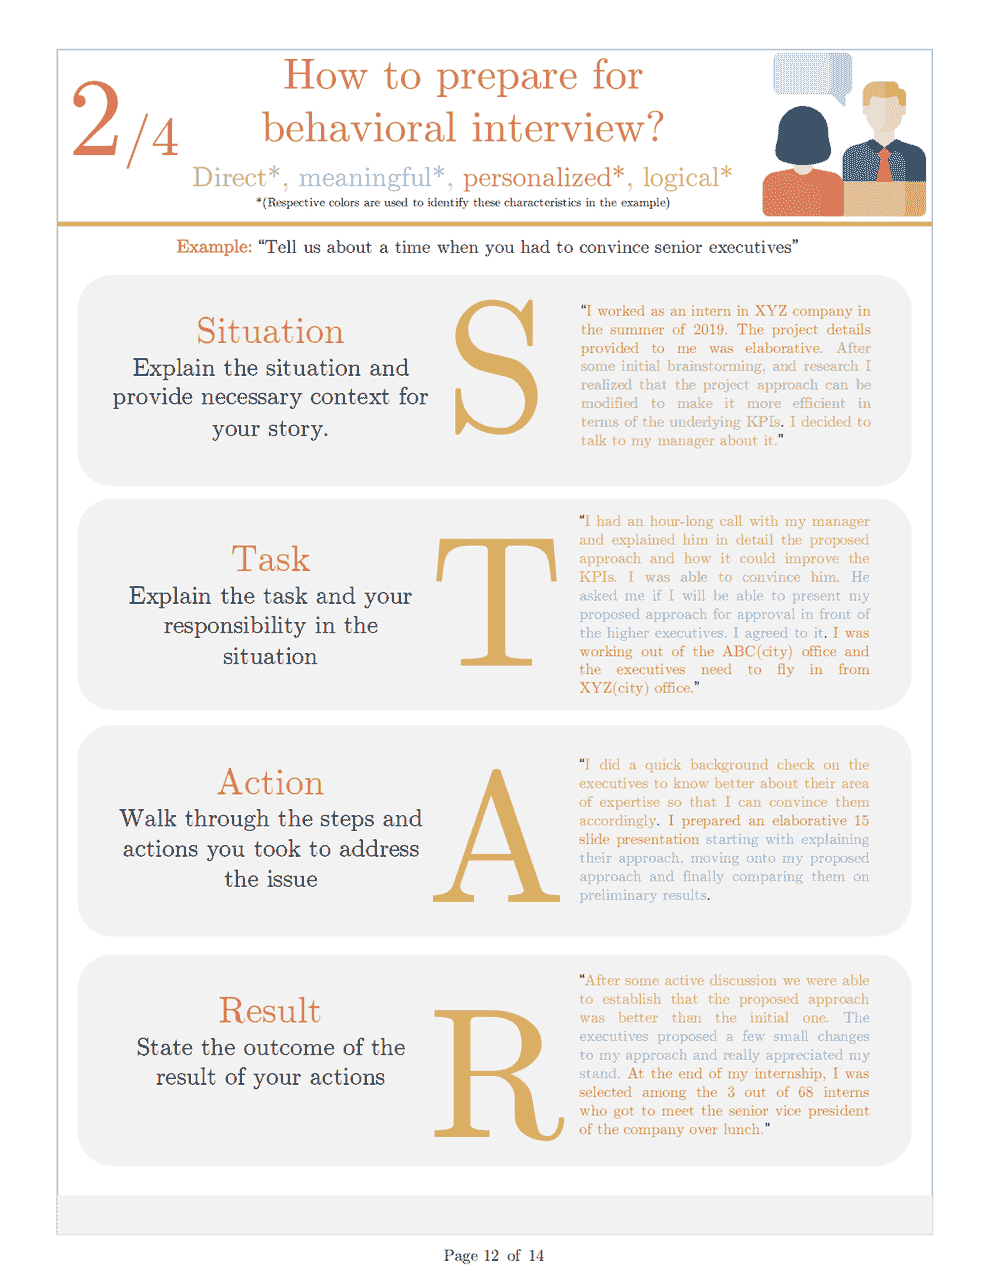 2/4
How to prepare for
behavioral interview?
Direct*, meaningful*, personalized*, logical*
*(Respective colors are used to identify these characteristics in the example)
Example: “Tell us about a time when you had to convince senior executives”
Situation
Explain the situation and
provide necessary context for
your story.
S
“I worked as an intern in XYZ company in
the summer of 2019. The project details
provided to me was elaborative. After
some initial brainstorming, and research I
realized that the project approach can be
modified to make it more efficient in
terms of the underlying KPIs. I decided to
talk to my manager about it.”
Task
Explain the task and your
responsibility in the
situation
T
“I had an hour-long call with my manager
and explained him in detail the proposed
approach and how it could improve the
KPIs. I was able to convince him. He
asked me if I will be able to present my
proposed approach for approval in front of
the higher executives. I agreed to it. I was
working out of the ABC(city) office and
the executives need to fly in from
XYZ(city) office.”
Action
Walk through the steps and
actions you took to address
the issue
A
“I did a quick background check on the
executives to know better about their area
of expertise so that I can convince them
accordingly. I prepared an elaborative 15
slide presentation starting with explaining
their approach, moving onto my proposed
approach and finally comparing them on
preliminary results.
Result
State the outcome of the
result of your actions
R
“After some active discussion we were able
to establish that the proposed approach
was better than the initial one. The
executives proposed a few small changes
to my approach and really appreciated my
stand. At the end of my internship, I was
selected among the 3 out of 68 interns
who got to meet the senior vice president
of the company over lunch.”
Page 12 of 14